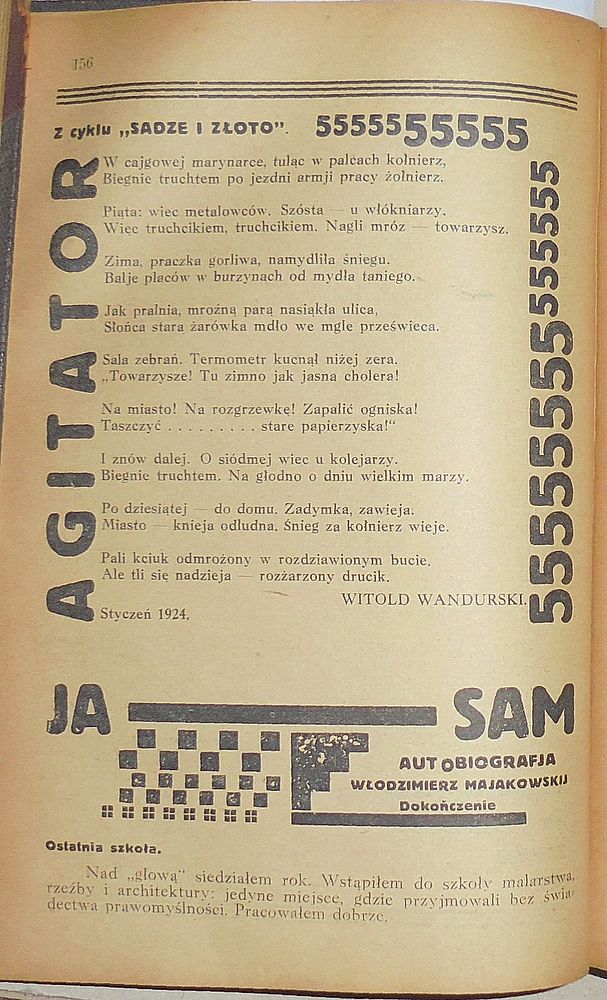 156
Z cyklu „SADZE I ZŁOTO”. 5555555555
AGITATOR
W cajgowej marynarce, tuląc w palcach kołnierz,
Biegnie truchtem po jezdni armji pracy żołnierz.
Piąta: wiec metalowców. Szósta — u włókniarzy.
Więc truchcikiem, truchcikiem. Nagli mróz — towarzysz.
Zima, praczka gorliwa, namydliła śniegu.
Balje placów w burzynach od mydła taniego.
Jak pralnia, mroźną parą nasiąkła ulica,
Słońca stara żarówka mdło we mgle prześwieca.
Sala zebrań. Termometr kucnął niżej zera.
„Towarzysze! Tu zimno jak jasna cholera!
Na miasto! Na rozgrzewkę! Zapalić ogniska!
Taszczyć . . . . . . . . . stare papierzyska!“
I znów dalej. O siódmej wiec u kolejarzy.
Biegnie truchtem. Na głodno o dniu wielkim marzy.
Po dziesiątej — do domu. Zadymka, zawieja.
Miasto — knieja odludna. Śnieg za kołnierz wieje.
Pali kciuk odmrożony w rozdziawionym bucie,
Ale tli się nadzieja — rozżarzony drucik.
WITOLD WANDURSKI.
Styczeń 1924.
JA SAM
AUTOBIOGRAFJA
WŁODZIMIERZ MAJAKOWSKIJ
Dokończenie
Ostatnia szkoła.
Nad „głową” siedziałem rok. Wstąpiłem do szkoły malarstwa,
rzeźby i architektury: jedyne miejsce, gdzie przyjmowali bez świa-
dectwa prawomyślności. Pracowałem dobrze.